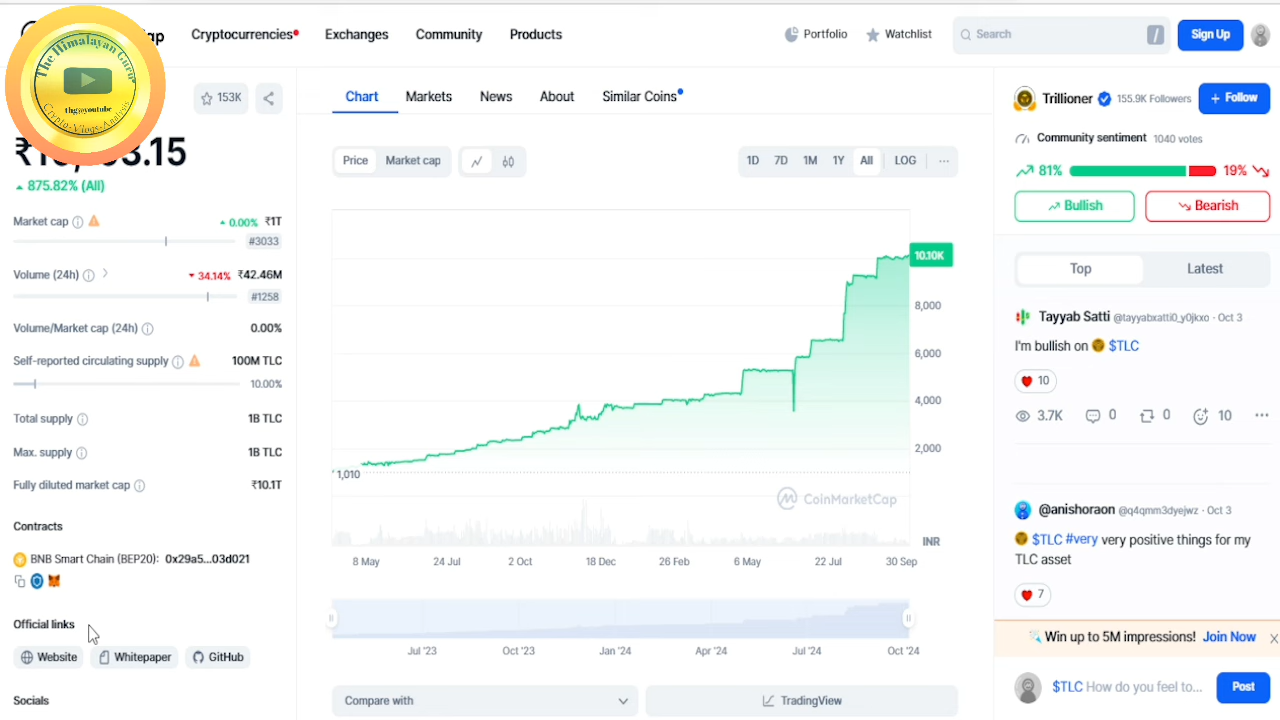 The Himalayan Guru
thg@youtube
Crypto-Vlogs-Analysis
Cryptocurrencies
Exchanges
Community
Products
Portfolio
Watchlist
Search
/
Sign Up
153K
Chart
Markets
News
About
Similar Coins
Trillioner
155.9K Followers
+ Follow
Community sentiment
1040 votes
81%
19%
Bullish
Bearish
875.82% (All)
Price
Market cap
1D 7D 1M 1Y All LOG ...
Market cap
0.00% ₹1T
#3033
Volume (24h)
34.14% ₹42.46M
#1258
Volume/Market cap (24h)
0.00%
Self-reported circulating supply
100M TLC
10.00%
Total supply
1B TLC
Max. supply
1B TLC
Fully diluted market cap
₹10.1T
Contracts
BNB Smart Chain (BEP20): 0x29a5...03d021
Official links
Website
Whitepaper
GitHub
Socials
10.10K
8,000
6,000
4,000
2,000
1,010
CoinMarketCap
INR
8 May 24 Jul 2 Oct 18 Dec 26 Feb 6 May 22 Jul 30 Sep
Jul '23 Oct '23 Jan '24 Apr '24 Jul '24 Oct '24
Compare with
TradingView
Top
Latest
Tayyab Satti @tayyabxatti0_y0jkxo · Oct 3
I'm bullish on $TLC
10
3.7K 0 0 10 ...
@anishoraon @q4qmm3dyejwz · Oct 3
$TLC #very very positive things for my
TLC asset
7
Win up to 5M impressions! Join Now X
$TLC How do you feel to...
Post